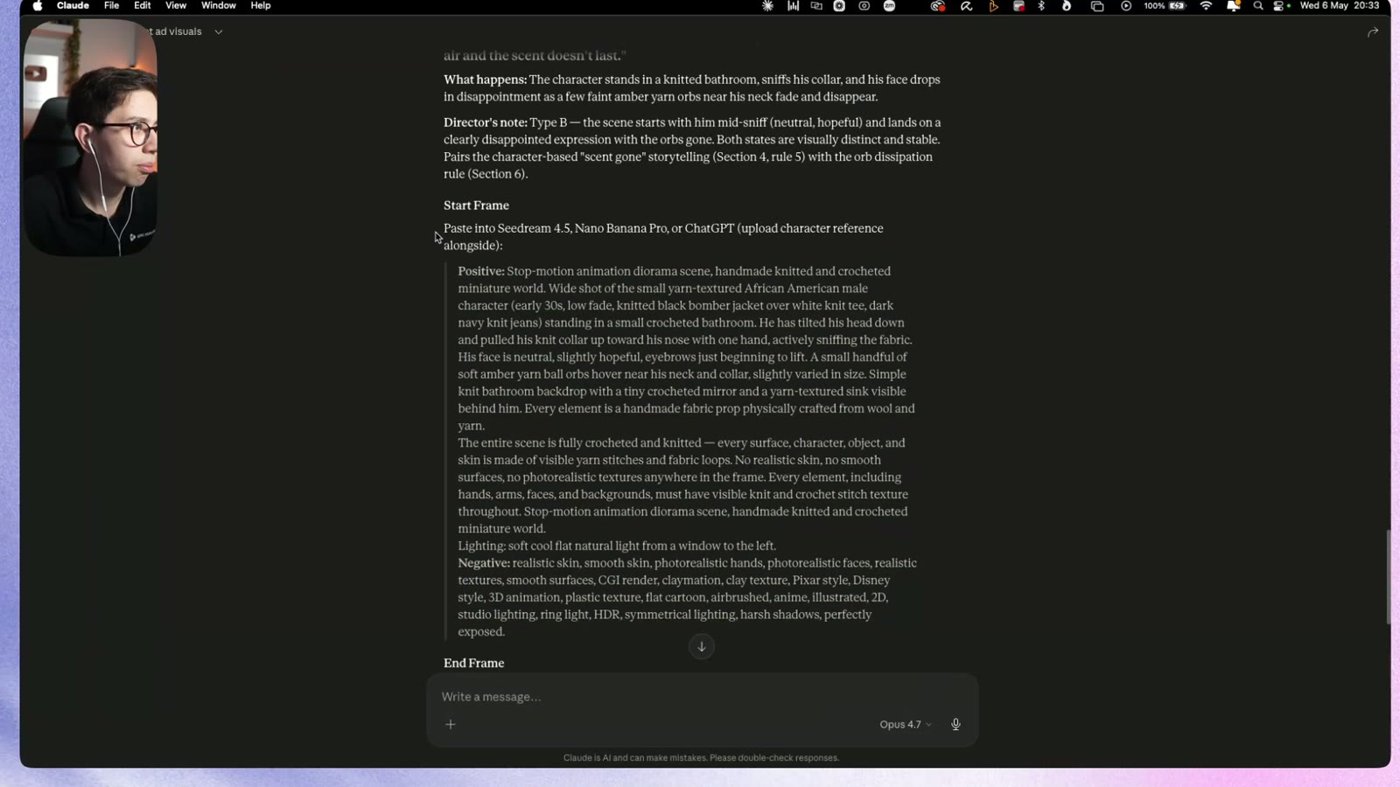 Claude File Edit View Window Help
zm 100% Wed 6 May 20:33
t ad visuals
air and the scent doesn't last."
What happens: The character stands in a knitted bathroom, sniffs his collar, and his face drops
in disappointment as a few faint amber yarn orbs near his neck fade and disappear.
Director's note: Type B — the scene starts with him mid-sniff (neutral, hopeful) and lands on a
clearly disappointed expression with the orbs gone. Both states are visually distinct and stable.
Pairs the character-based "scent gone" storytelling (Section 4, rule 5) with the orb dissipation
rule (Section 6).
Start Frame
Paste into Seedream 4.5, Nano Banana Pro, or ChatGPT (upload character reference
alongside):
Positive: Stop-motion animation diorama scene, handmade knitted and crocheted
miniature world. Wide shot of the small yarn-textured African American male
character (early 30s, low fade, knitted black bomber jacket over white knit tee, dark
navy knit jeans) standing in a small crocheted bathroom. He has tilted his head down
and pulled his knit collar up toward his nose with one hand, actively sniffing the fabric.
His face is neutral, slightly hopeful, eyebrows just beginning to lift. A small handful of
soft amber yarn ball orbs hover near his neck and collar, slightly varied in size. Simple
knit bathroom backdrop with a tiny crocheted mirror and a yarn-textured sink visible
behind him. Every element is a handmade fabric prop physically crafted from wool and
yarn.
The entire scene is fully crocheted and knitted — every surface, character, object, and
skin is made of visible yarn stitches and fabric loops. No realistic skin, no smooth
surfaces, no photorealistic textures anywhere in the frame. Every element, including
hands, arms, faces, and backgrounds, must have visible knit and crochet stitch texture
throughout. Stop-motion animation diorama scene, handmade knitted and crocheted
miniature world.
Lighting: soft cool flat natural light from a window to the left.
Negative: realistic skin, smooth skin, photorealistic hands, photorealistic faces, realistic
textures, smooth surfaces, CGI render, claymation, clay texture, Pixar style, Disney
style, 3D animation, plastic texture, flat cartoon, airbrushed, anime, illustrated, 2D,
studio lighting, ring light, HDR, symmetrical lighting, harsh shadows, perfectly
exposed.
End Frame
Write a message…
Opus 4.7
Claude is AI and can make mistakes. Please double-check responses.